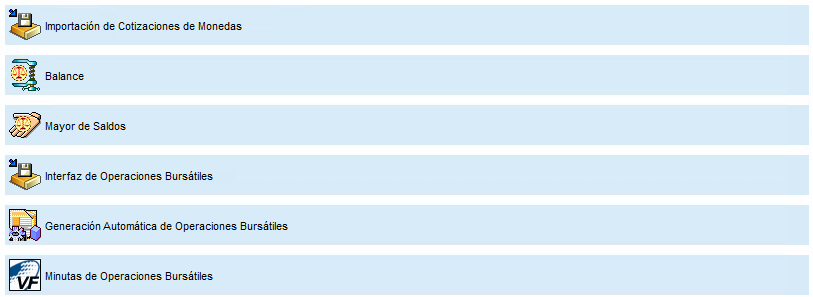 Importación de Cotizaciones de Monedas
Balance
Mayor de Saldos
Interfaz de Operaciones Bursátiles
Generación Automática de Operaciones Bursátiles
VF
Minutas de Operaciones Bursátiles